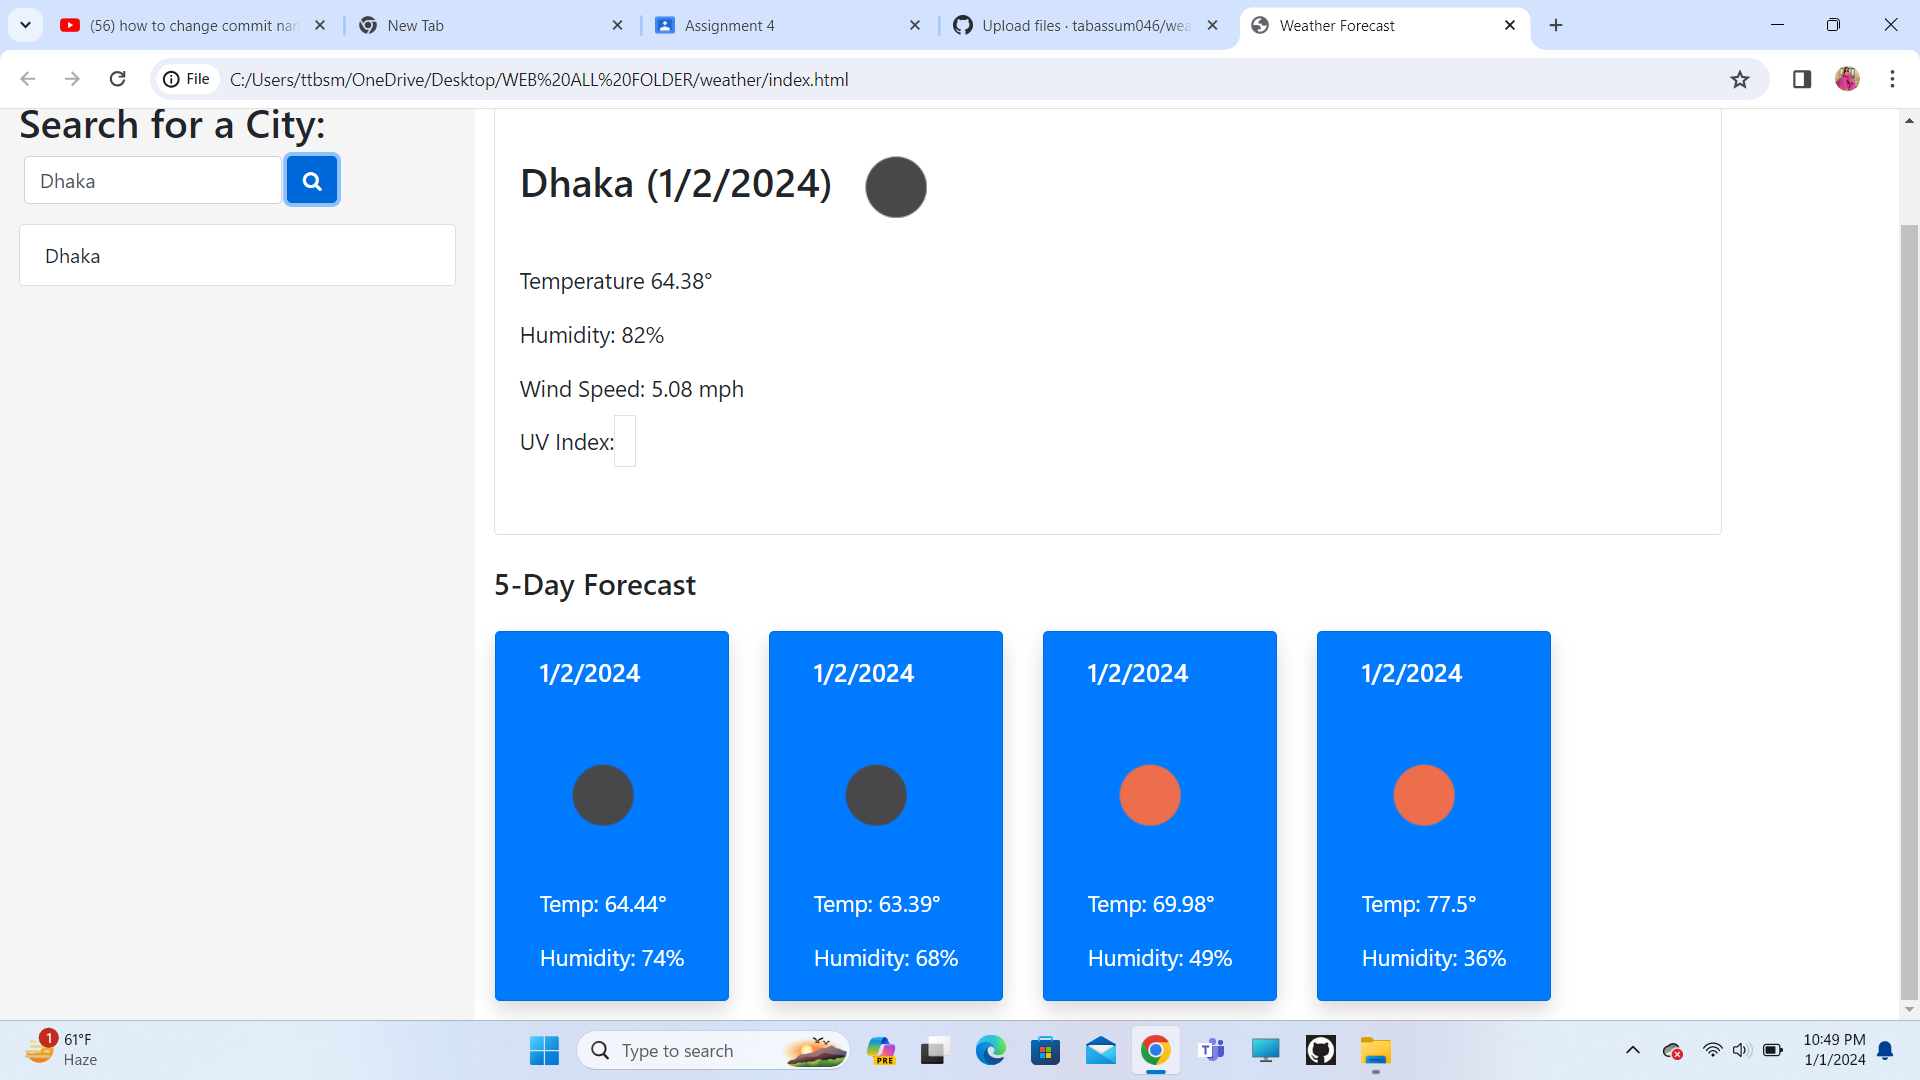 (56) how to change commit nan
New Tab
Assignment 4
Upload files · tabassum046/wea
Weather Forecast
File
C:/Users/ttbsm/OneDrive/Desktop/WEB%20ALL%20FOLDER/weather/index.html
Search for a City:
Dhaka
Dhaka
Dhaka (1/2/2024)
Temperature 64.38°
Humidity: 82%
Wind Speed: 5.08 mph
UV Index:
5-Day Forecast
1/2/2024
Temp: 64.44°
Humidity: 74%
1/2/2024
Temp: 63.39°
Humidity: 68%
1/2/2024
Temp: 69.98°
Humidity: 49%
1/2/2024
Temp: 77.5°
Humidity: 36%
1
61°F
Haze
Type to search
PRE
10:49 PM
1/1/2024